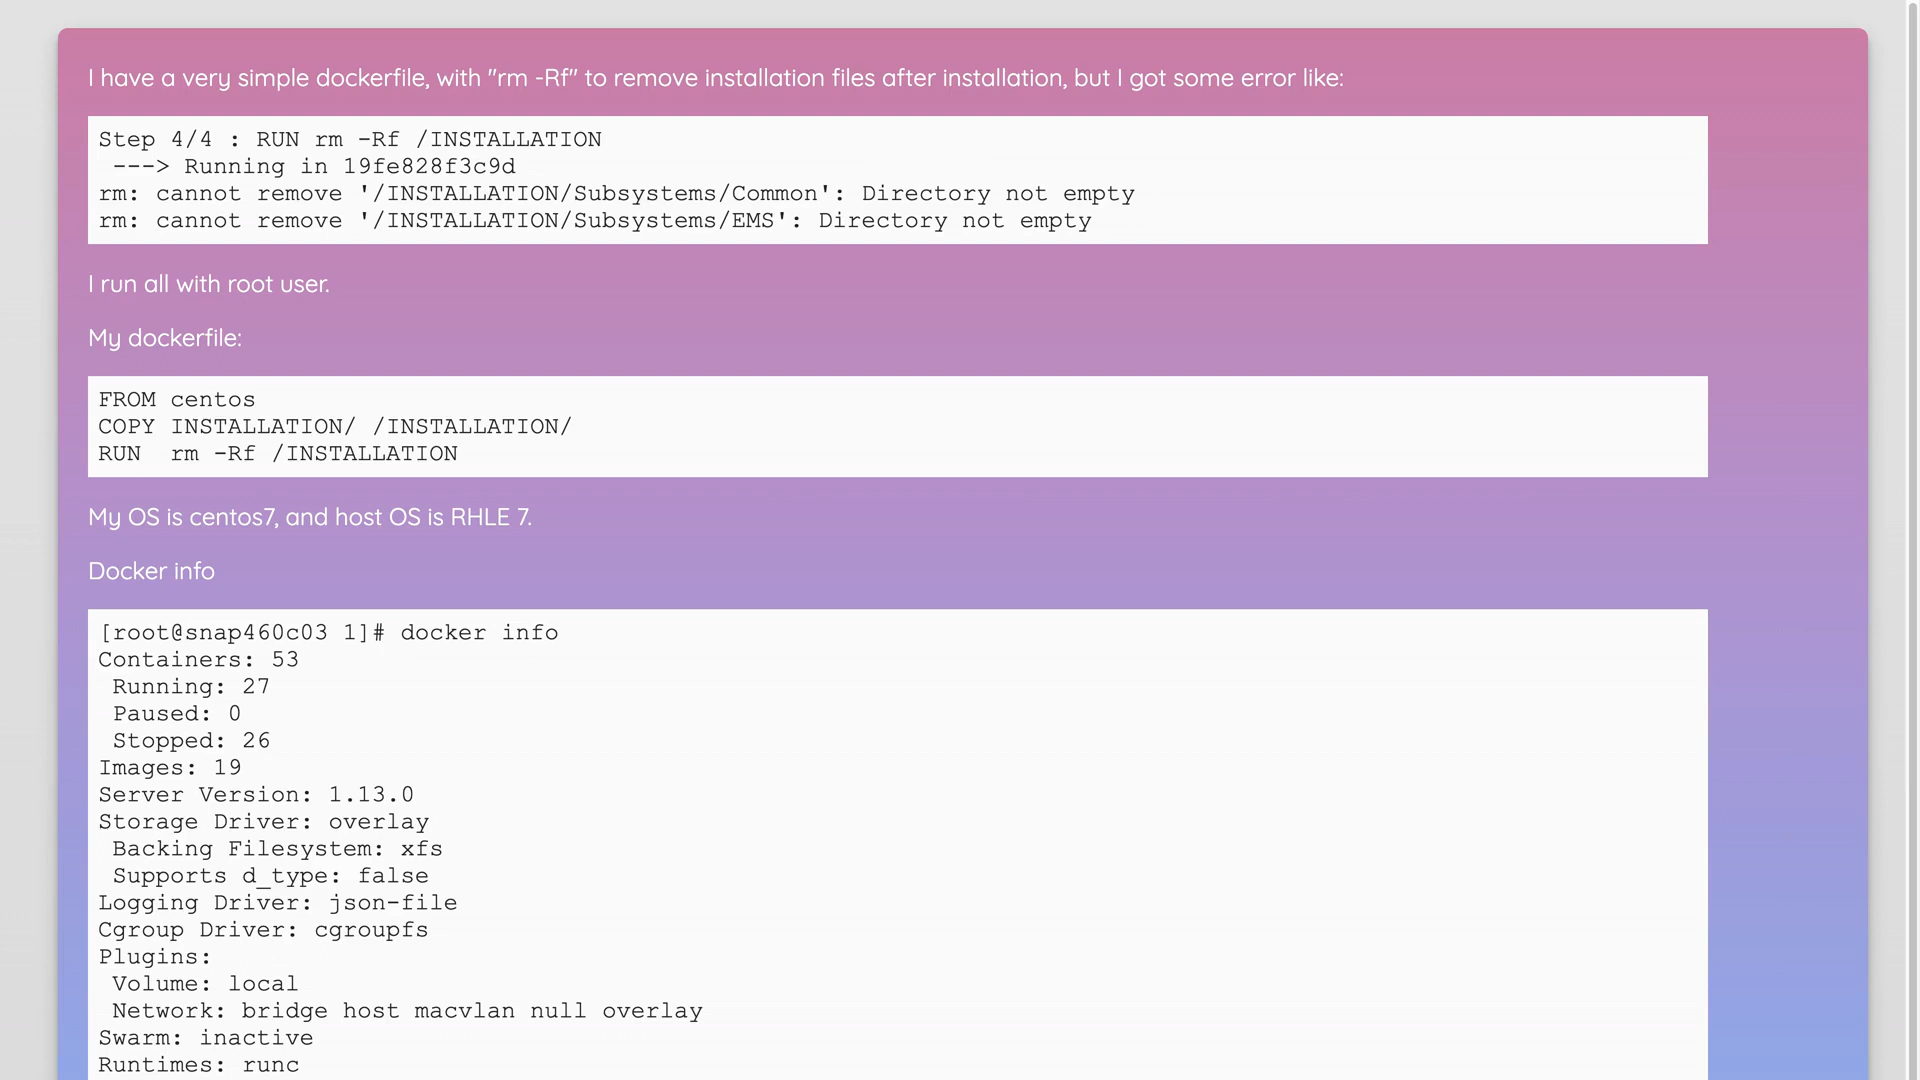 I have a very simple dockerfile, with "rm -Rf" to remove installation files after installation, but I got some error like:
Step 4/4 : RUN rm -Rf /INSTALLATION
 ---> Running in 19fe828f3c9d
rm: cannot remove '/INSTALLATION/Subsystems/Common': Directory not empty
rm: cannot remove '/INSTALLATION/Subsystems/EMS': Directory not empty
I run all with root user.
My dockerfile:
FROM centos
COPY INSTALLATION/ /INSTALLATION/
RUN  rm -Rf /INSTALLATION
My OS is centos7, and host OS is RHLE 7.
Docker info
[root@snap460c03 1]# docker info
Containers: 53
 Running: 27
 Paused: 0
 Stopped: 26
Images: 19
Server Version: 1.13.0
Storage Driver: overlay
 Backing Filesystem: xfs
 Supports d_type: false
Logging Driver: json-file
Cgroup Driver: cgroupfs
Plugins:
 Volume: local
 Network: bridge host macvlan null overlay
Swarm: inactive
Runtimes: runc